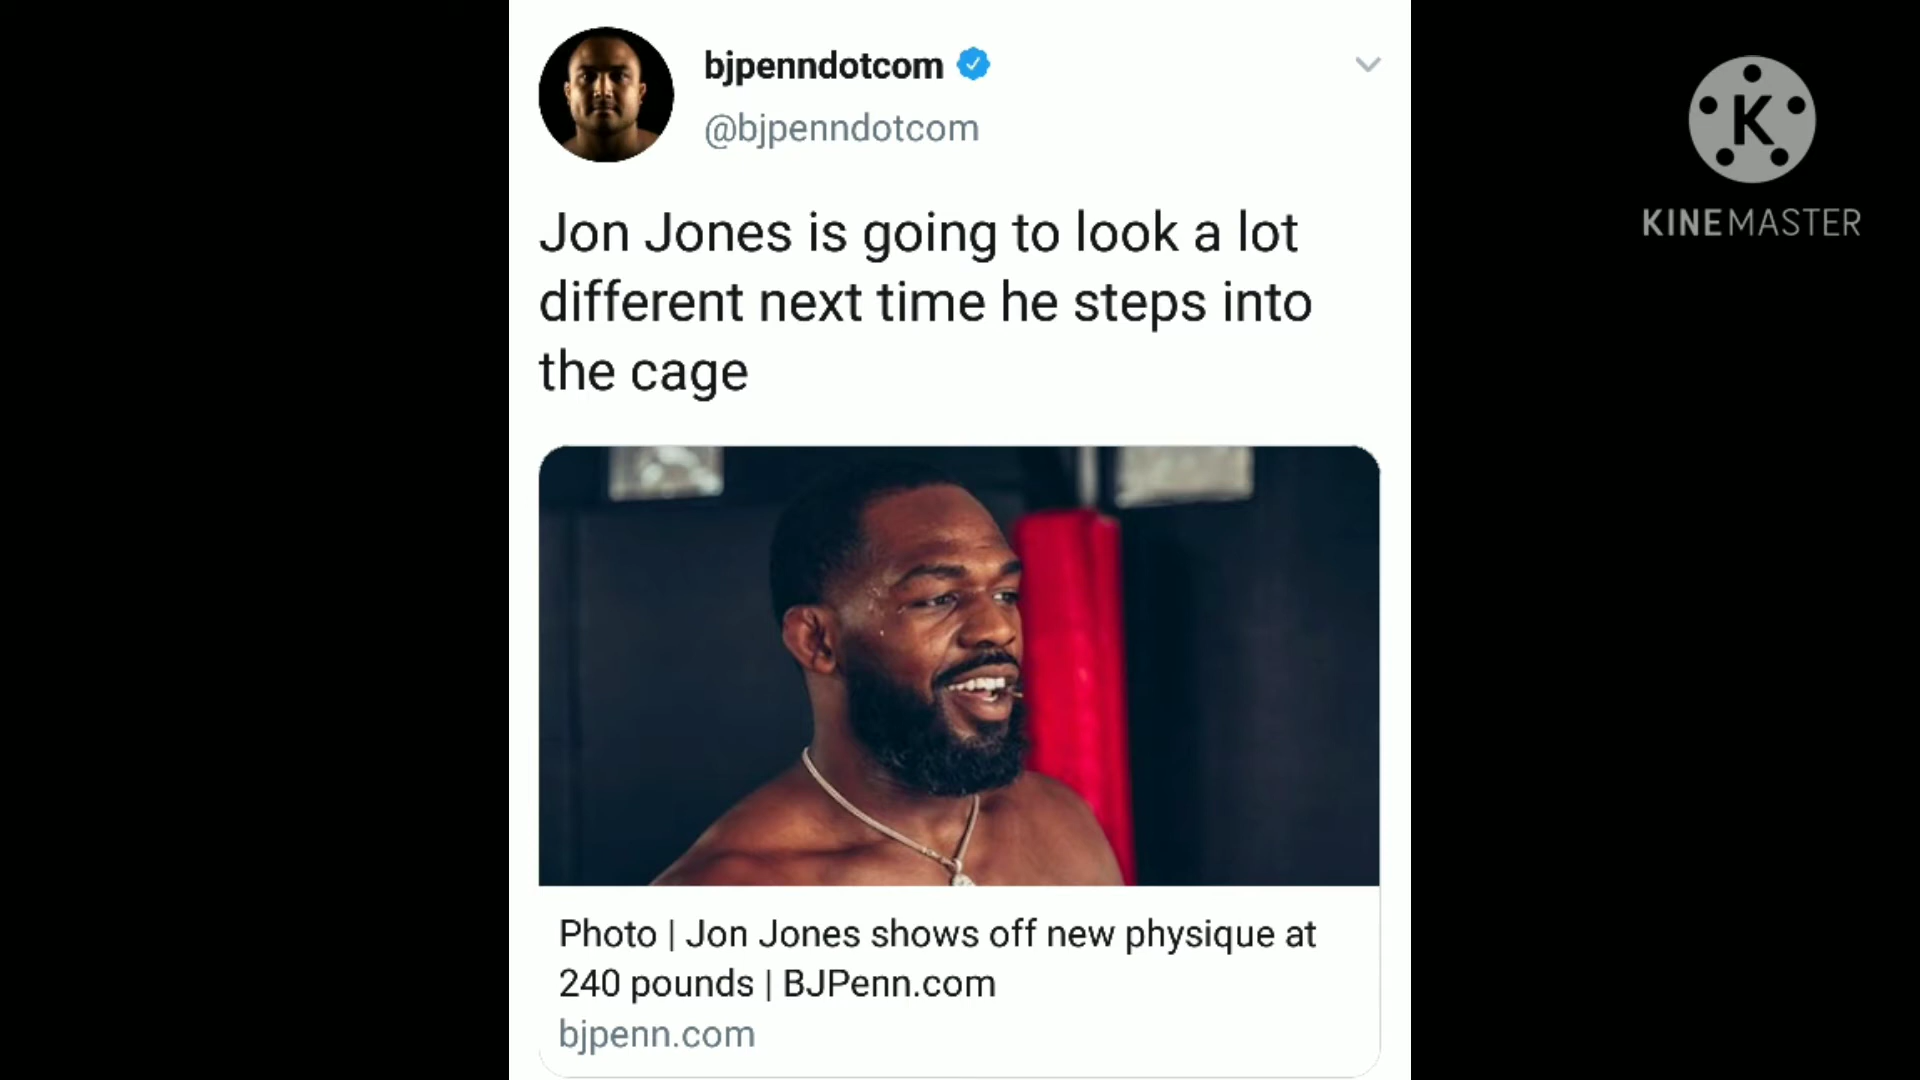 bjpenndotcom
@bjpenndotcom
Jon Jones is going to look a lot
different next time he steps into
the cage
Photo | Jon Jones shows off new physique at
240 pounds | BJPenn.com
bjpenn.com
K
KINEMASTER